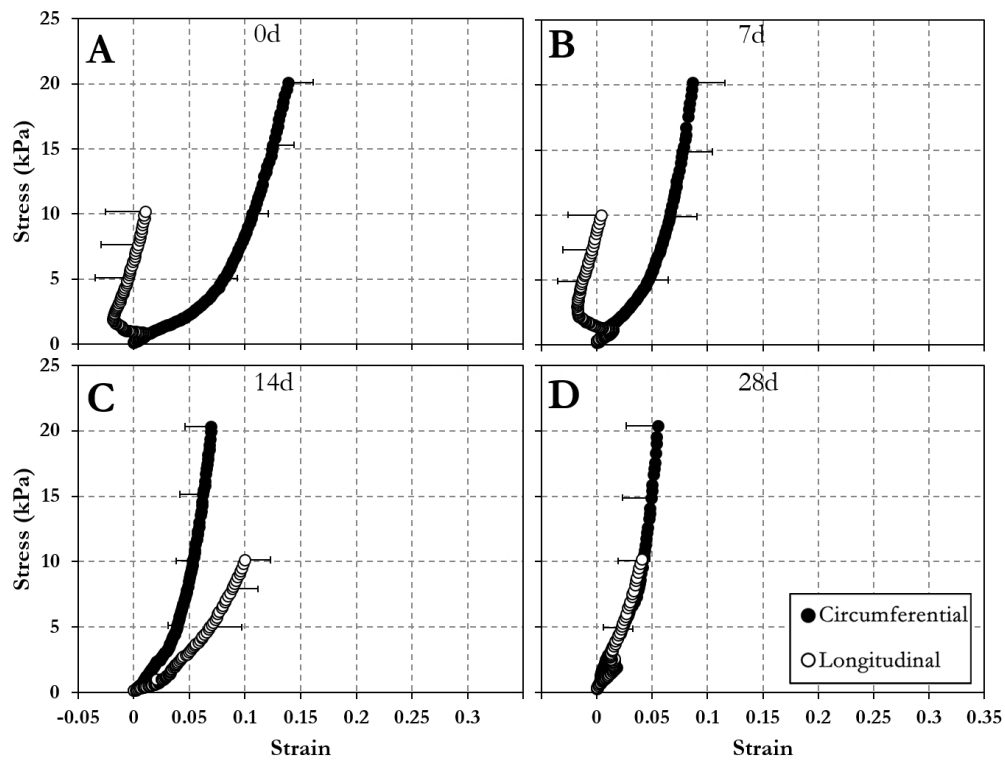 25
A
0d
B
7d
20
15
Stress (kPa)
10
5
0
25
C
14d
D
28d
20
15
Stress (kPa)
10
5
0
Circumferential
Longitudinal
-0.05 0 0.05 0.1 0.15 0.2 0.25 0.3 0 0.05 0.1 0.15 0.2 0.25 0.3 0.35
Strain Strain